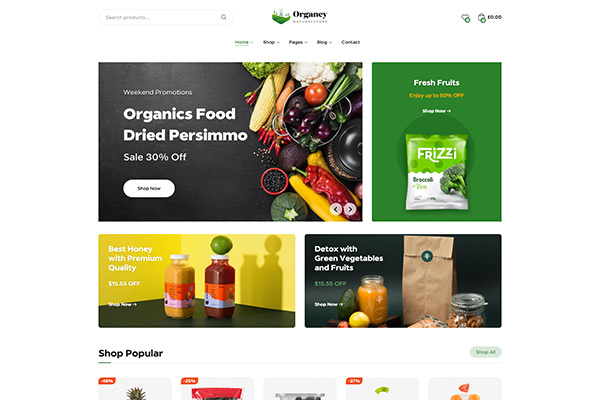 Search products...
Organey
NATURALSTORE
£0.00
Home
Shop
Pages
Blog
Contact
Weekend Promotions
Organics Food
Dried Persimmo
Sale 30% Off
Shop Now
Fresh Fruits
Enjoy up to 50% OFF
Shop Now
FRiZZi
Broccoli
Best Honey
with Premium
Quality
$15.55 OFF
Shop Now
Detox with
Green Vegetables
and Fruits
$15.55 OFF
Shop Now
Shop Popular
Shop All
-48%
-35%
-27%